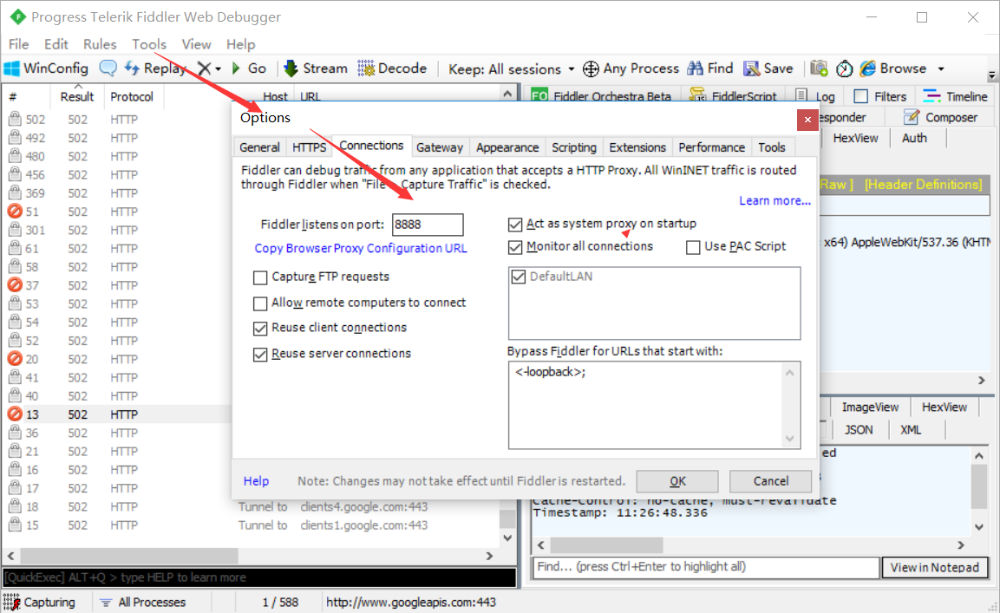 Progress Telerik Fiddler Web Debugger
File Edit Rules Tools View Help
WinConfig Replay Go Stream Decode Keep: All sessions Any Process Find Save Browse
# Result Protocol Host URL
Fiddler Orchestra Beta FiddlerScript Log Filters Timeline
Composer
HexView Auth
Raw ] [Header Definitions]
x64) AppleWebKit/537.36 (KHTM
502 502 HTTP
492 502 HTTP
480 502 HTTP
456 502 HTTP
369 502 HTTP
51 502 HTTP
301 502 HTTP
61 502 HTTP
58 502 HTTP
37 502 HTTP
53 502 HTTP
54 502 HTTP
52 502 HTTP
20 502 HTTP
41 502 HTTP
40 502 HTTP
13 502 HTTP
36 502 HTTP
21 502 HTTP
16 502 HTTP
17 502 HTTP
18 502 HTTP Tunnel to clients4.google.com:443
15 502 HTTP Tunnel to clients1.google.com:443
Options
General HTTPS Connections Gateway Appearance Scripting Extensions Performance Tools
Fiddler can debug traffic from any application that accepts a HTTP Proxy. All WinINET traffic is routed
through Fiddler when "File > Capture Traffic" is checked.
Learn more...
Fiddler listens on port: 8888
Copy Browser Proxy Configuration URL
Capture FTP requests
Allow remote computers to connect
Reuse client connections
Reuse server connections
Act as system proxy on startup
Monitor all connections Use PAC Script
DefaultLAN
Bypass Fiddler for URLs that start with:
<-loopback>;
Help Note: Changes may not take effect until Fiddler is restarted. OK Cancel
ImageView HexView
JSON XML
Cache-Control: no-cache, must-revalidate
Timestamp: 11:26:48.336
Find... (press Ctrl+Enter to highlight all) View in Notepad
[QuickExec] ALT+Q > type HELP to learn more
Capturing All Processes 1 / 588 http://www.googleapis.com:443